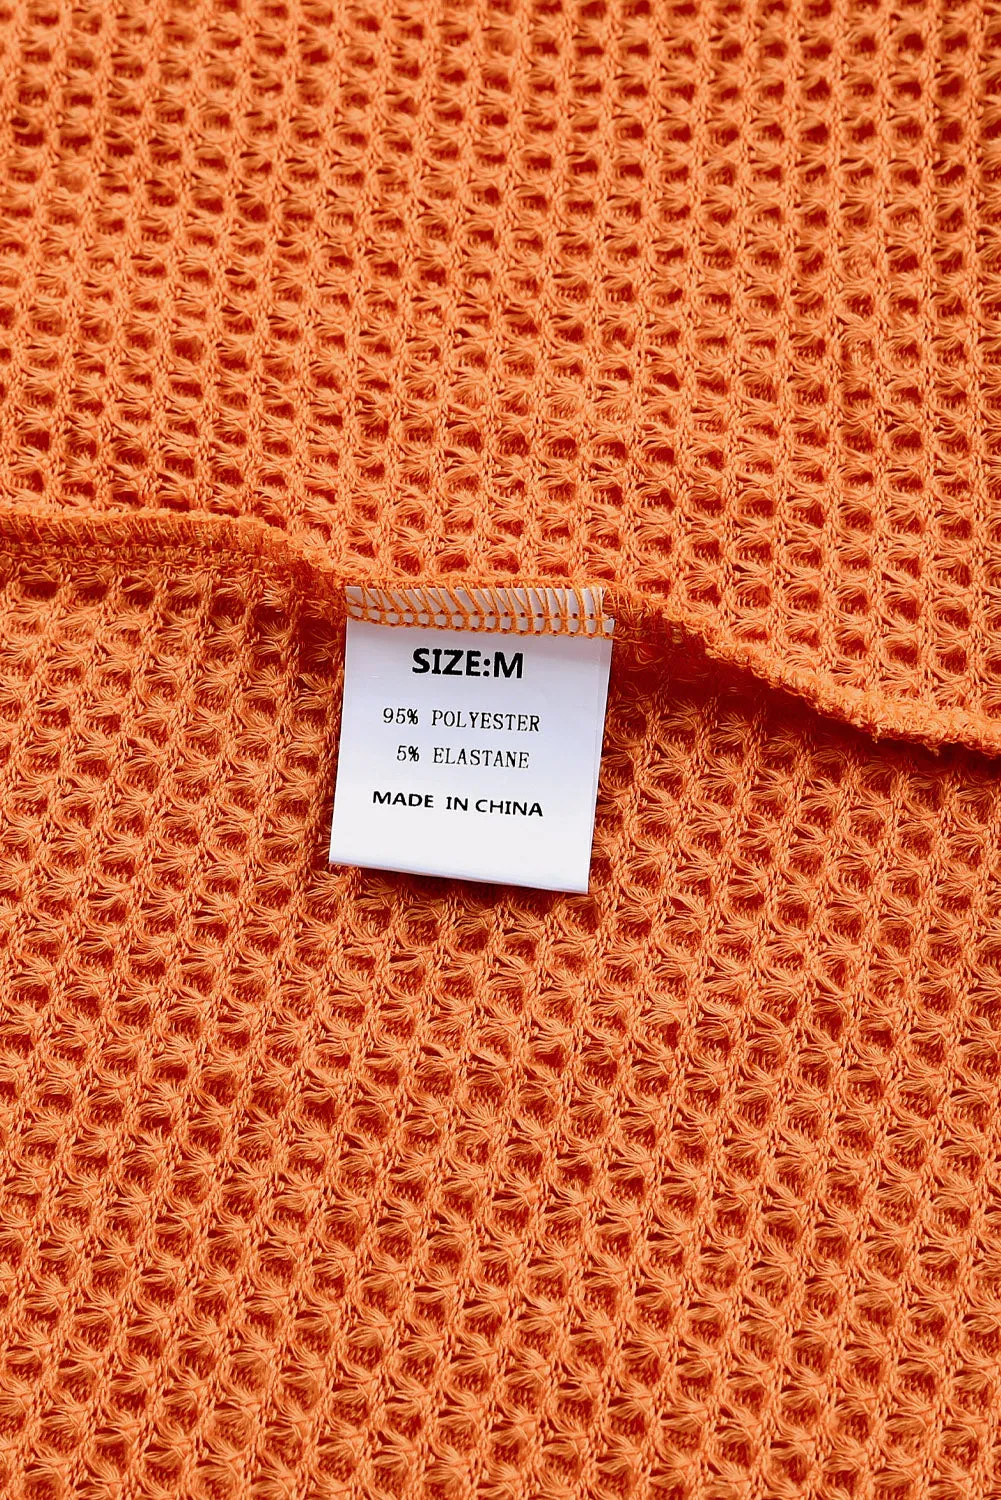 SIZE:M
95% POLYESTER
5% ELASTANE
MADE IN CHINA